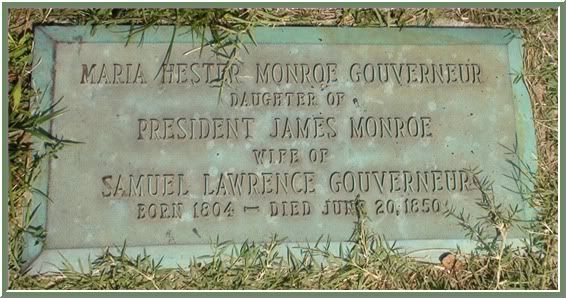 MARIA HESTER MONROE GOUVERNEUR
DAUGHTER OF
PRESIDENT JAMES MONROE
WIFE OF
SAMUEL LAWRENCE GOUVERNEUR
BORN 1804 — DIED JUNE 20, 1850